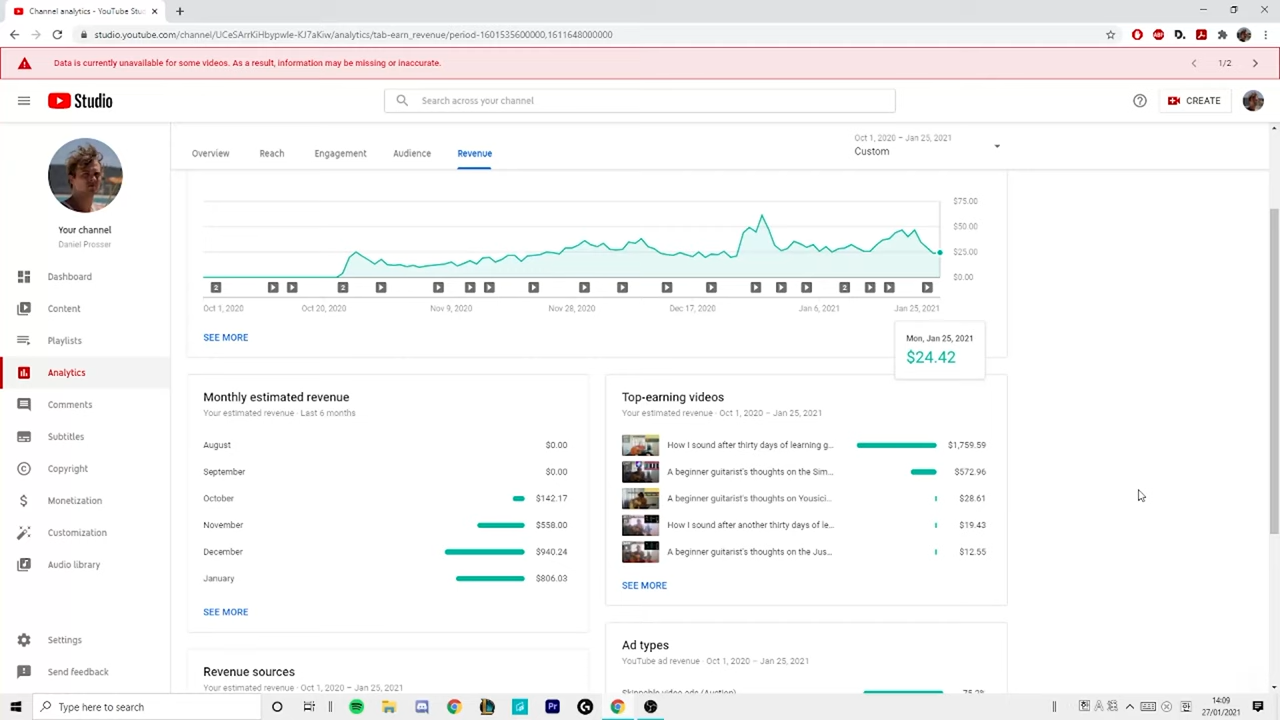 Channel analytics - YouTube Stu
studio.youtube.com/channel/UCeSArrKiHbypwIe-KJ7aKiw/analytics/tab-earn_revenue/period-1601535600000,1611648000000
Data is currently unavailable for some videos. As a result, information may be missing or inaccurate.
1/2
Studio
Search across your channel
CREATE
Your channel
Daniel Prosser
Dashboard
Content
Playlists
Analytics
Comments
Subtitles
Copyright
Monetization
Customization
Audio library
Settings
Send feedback
Overview
Reach
Engagement
Audience
Revenue
Oct 1, 2020 – Jan 25, 2021
Custom
$75.00
$50.00
$25.00
$0.00
2
2
2
Oct 1, 2020
Oct 20, 2020
Nov 9, 2020
Nov 28, 2020
Dec 17, 2020
Jan 6, 2021
Jan 25, 2021
SEE MORE
Mon, Jan 25, 2021
$24.42
Monthly estimated revenue
Your estimated revenue · Last 6 months
August $0.00
September $0.00
October $142.17
November $558.00
December $940.24
January $806.03
SEE MORE
Top-earning videos
Your estimated revenue · Oct 1, 2020 – Jan 25, 2021
How I sound after thirty days of learning g... $1,759.59
A beginner guitarist's thoughts on the Sim... $572.96
A beginner guitarist's thoughts on Yousici... $28.61
How I sound after another thirty days of le... $19.43
A beginner guitarist's thoughts on the Jus... $12.55
SEE MORE
Revenue sources
Your estimated revenue · Oct 1, 2020 – Jan 25, 2021
Ad types
YouTube ad revenue · Oct 1, 2020 – Jan 25, 2021
Skippable video ads (Auction) 75.2%
Type here to search
Pr
14:09
27/01/2021